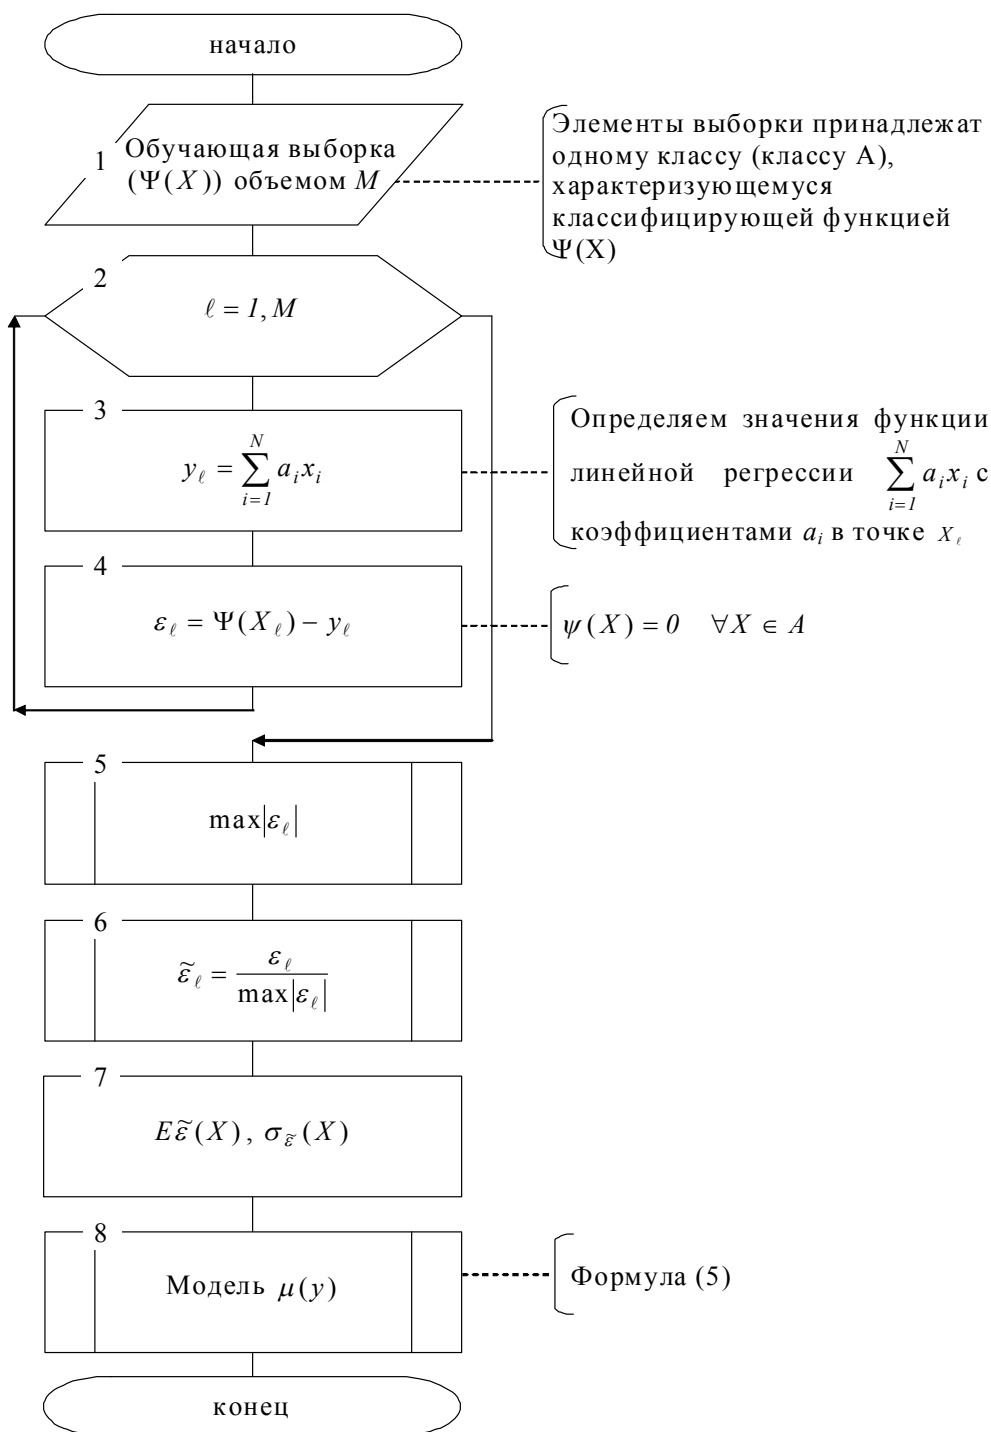 начало
1
Обучающая выборка
(Ψ(X)) объемом M
Элементы выборки принадлежат
одному классу (классу А),
характеризующемуся
классифицирующей функцией
Ψ(X)
2
ℓ = 1, M
3
y_ℓ = ∑_{i=1}^{N} a_i x_i
Определяем значения функции
линейной регрессии ∑_{i=1}^{N} a_i x_i с
коэффициентами a_i в точке X_ℓ
4
ε_ℓ = Ψ(X_ℓ) − y_ℓ
ψ(X) = 0 ∀X ∈ A
5
max|ε_ℓ|
6
ε̃_ℓ = ε_ℓ / max|ε_ℓ|
7
Eε̃(X), σ_ε̃(X)
8
Модель μ(y)
Формула (5)
конец